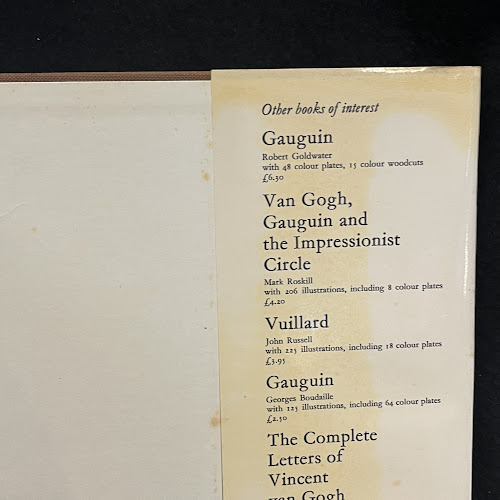 Other books of interest
Gauguin
Robert Goldwater
with 48 colour plates, 15 colour woodcuts
£6.30
Van Gogh,
Gauguin and
the Impressionist
Circle
Mark Roskill
with 206 illustrations, including 8 colour plates
£4.20
Vuillard
John Russell
with 225 illustrations, including 18 colour plates
£3.95
Gauguin
Georges Boudaille
with 123 illustrations, including 64 colour plates
£2.50
The Complete
Letters of
Vincent
van Gogh